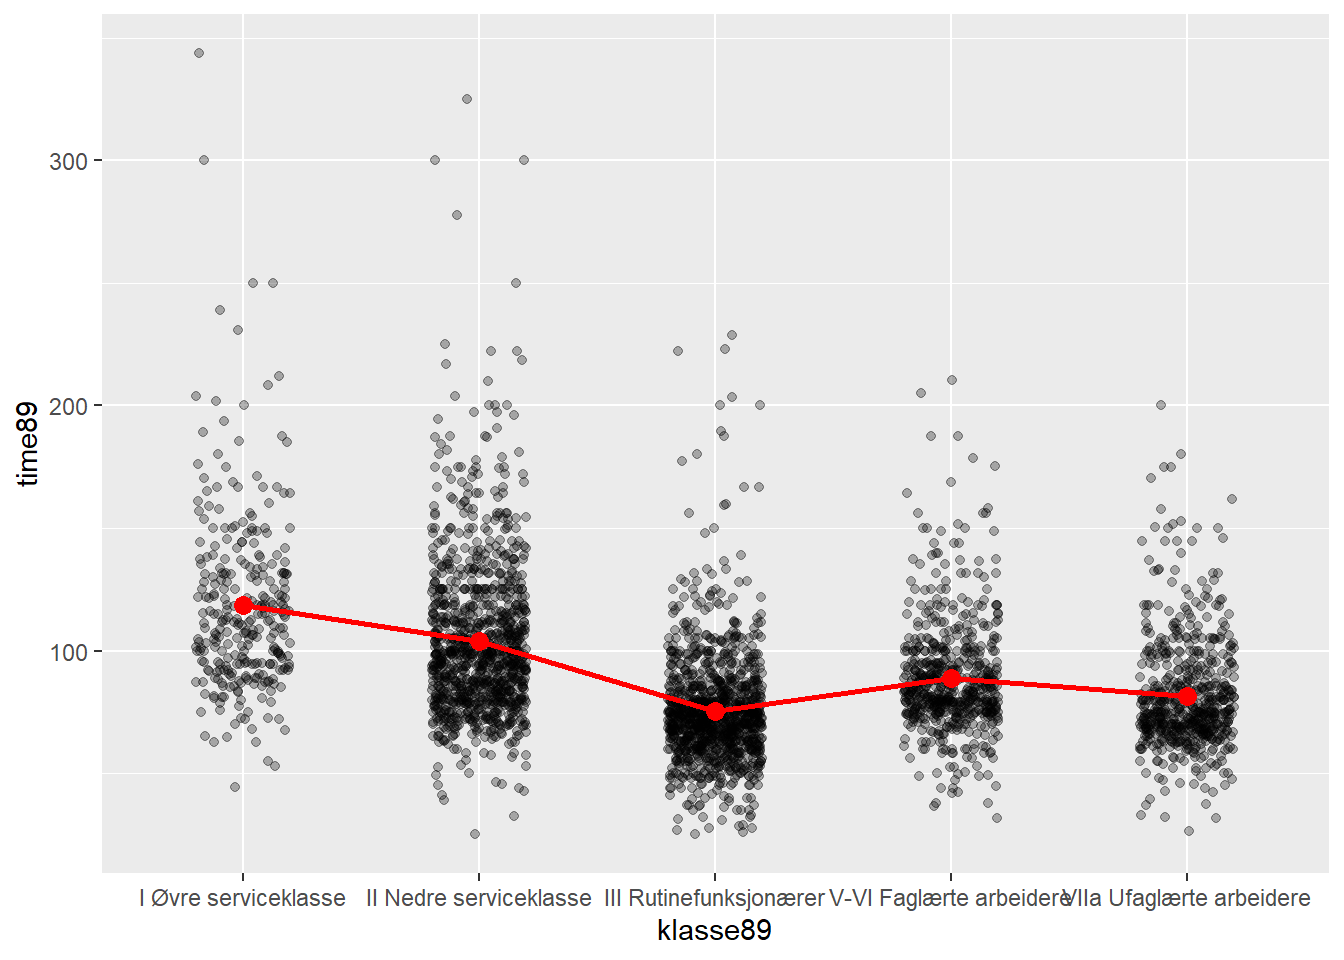 300
200
100
time89
I Øvre serviceklasse II Nedre serviceklasse III Rutinefunksjonærer V-VI Faglærte arbeidere VIIa Ufaglærte arbeidere
klasse89